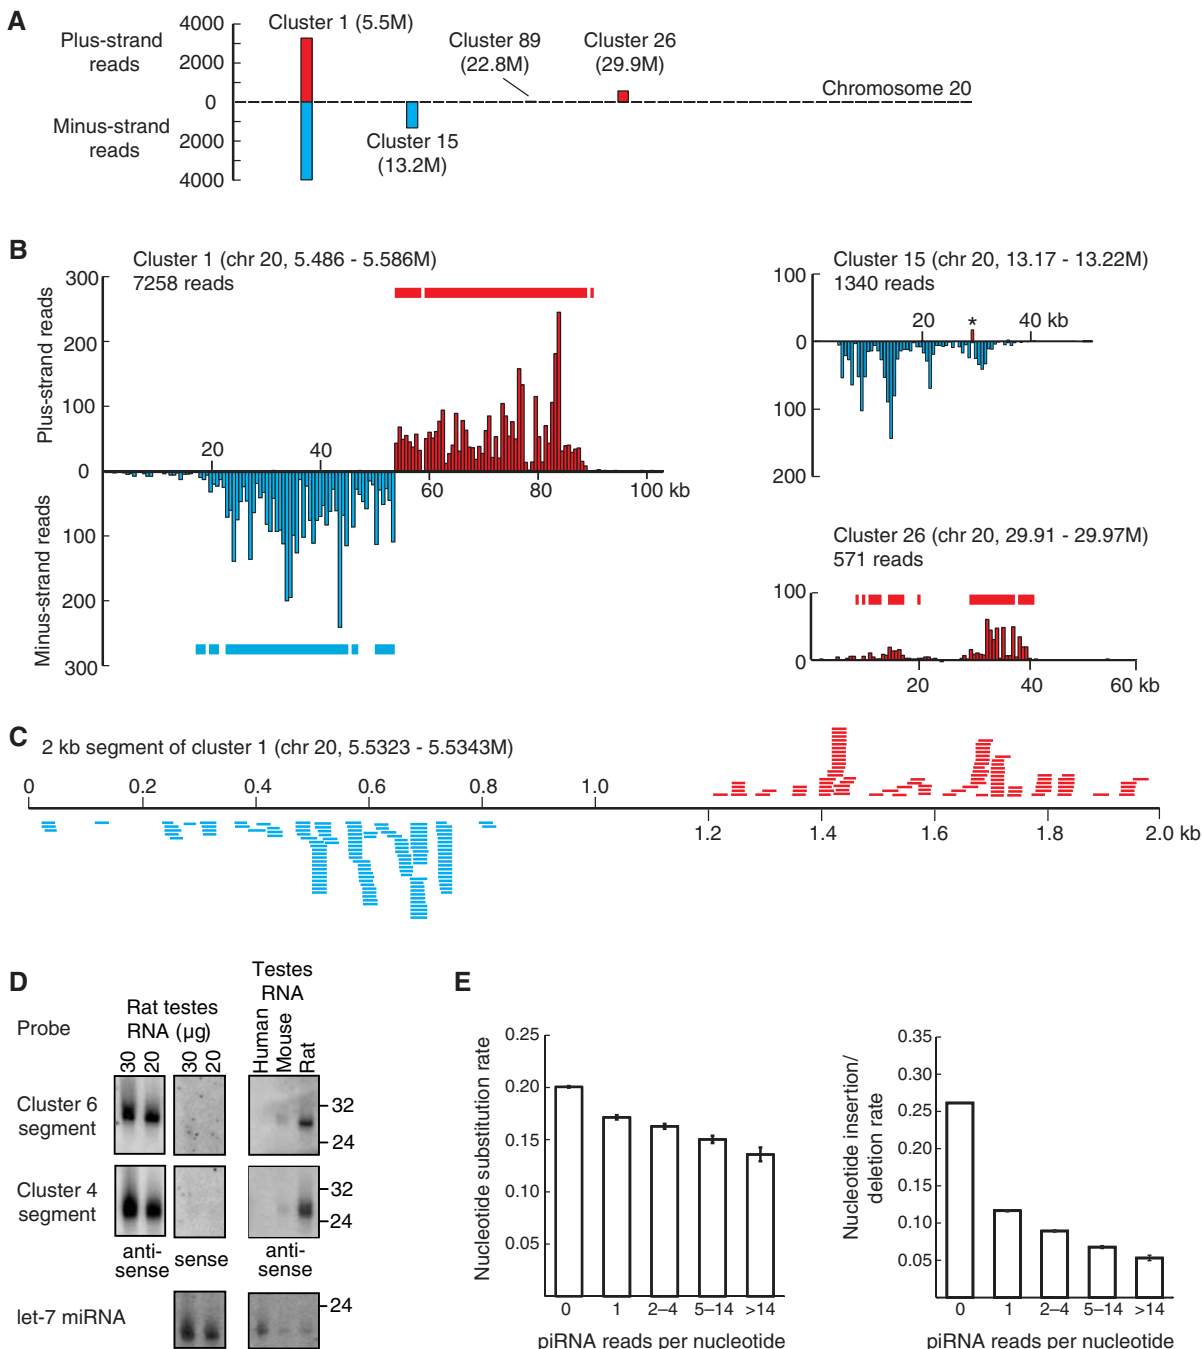 A
Plus-strand
reads
Minus-strand
reads
4000
2000
0
2000
4000
Cluster 1 (5.5M)
Cluster 89
(22.8M)
Cluster 26
(29.9M)
Cluster 15
(13.2M)
Chromosome 20
B
Cluster 1 (chr 20, 5.486 - 5.586M)
7258 reads
Plus-strand reads
Minus-strand reads
300
200
100
0
100
200
300
20
40
60
80
100 kb
Cluster 15 (chr 20, 13.17 - 13.22M)
1340 reads
100
0
100
200
20
*
40 kb
Cluster 26 (chr 20, 29.91 - 29.97M)
571 reads
100
0
20
40
60 kb
C
2 kb segment of cluster 1 (chr 20, 5.5323 - 5.5343M)
0
0.2
0.4
0.6
0.8
1.0
1.2
1.4
1.6
1.8
2.0 kb
D
Probe
Rat testes
RNA (µg)
30
20
30
20
Testes
RNA
Human
Mouse
Rat
Cluster 6
segment
32
24
Cluster 4
segment
32
24
anti-
sense
sense
anti-
sense
let-7 miRNA
24
E
Nucleotide substitution rate
0.25
0.20
0.15
0.10
0.05
0
1
2–4
5–14
>14
piRNA reads per nucleotide
Nucleotide insertion/
deletion rate
0.35
0.30
0.25
0.20
0.15
0.10
0.05
0
1
2–4
5–14
>14
piRNA reads per nucleotide